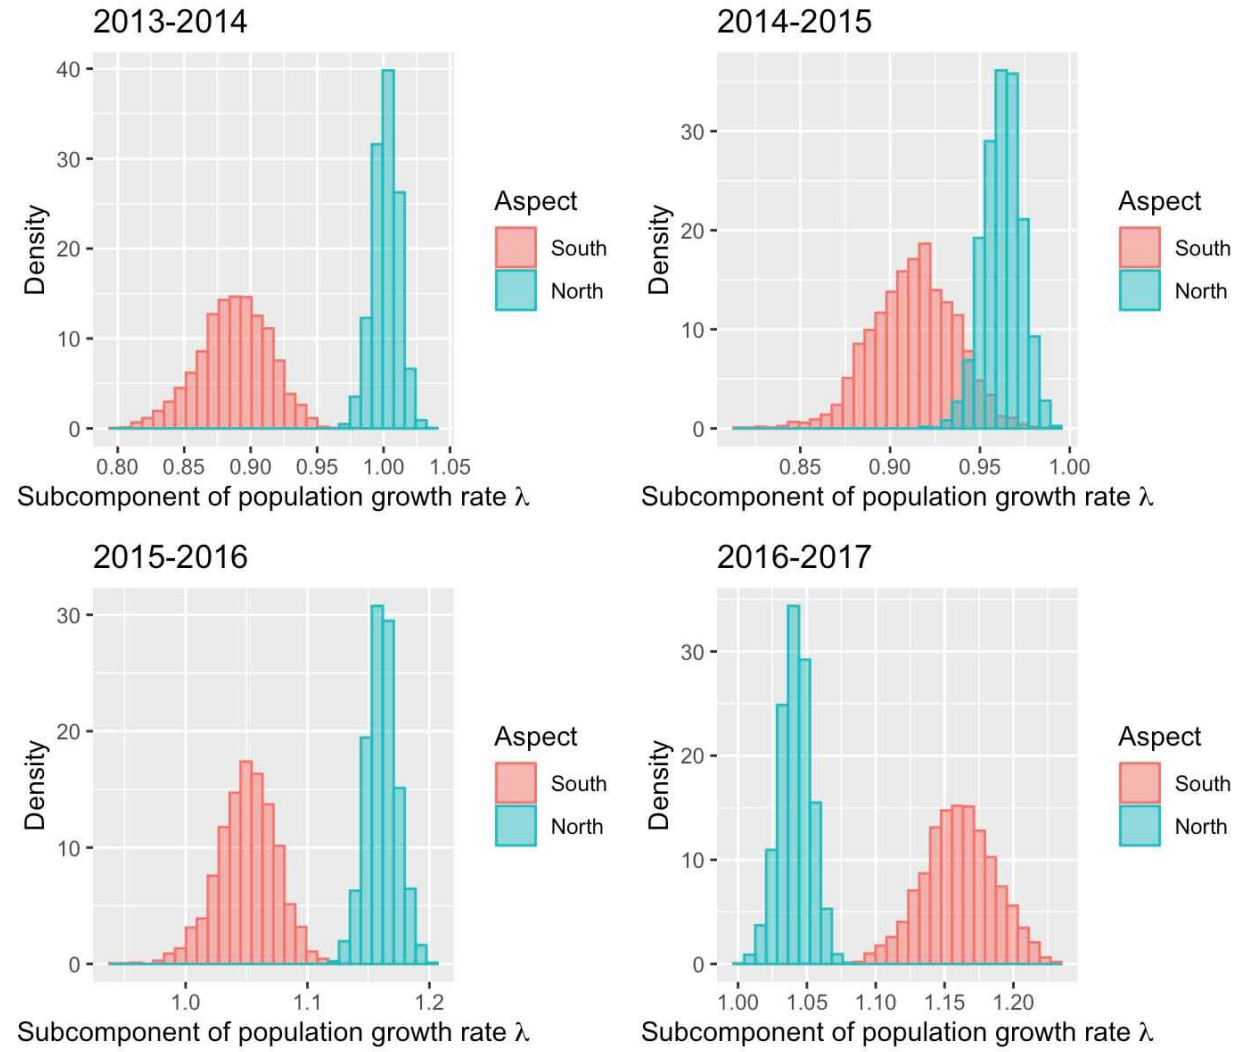 2013-2014
40
30
20
10
0
Density
0.80 0.85 0.90 0.95 1.00 1.05
Subcomponent of population growth rate λ
Aspect
South
North
2014-2015
30
20
10
0
Density
0.85 0.90 0.95 1.00
Subcomponent of population growth rate λ
Aspect
South
North
2015-2016
30
20
10
0
Density
1.0 1.1 1.2
Subcomponent of population growth rate λ
Aspect
South
North
2016-2017
30
20
10
0
Density
1.00 1.05 1.10 1.15 1.20
Subcomponent of population growth rate λ
Aspect
South
North